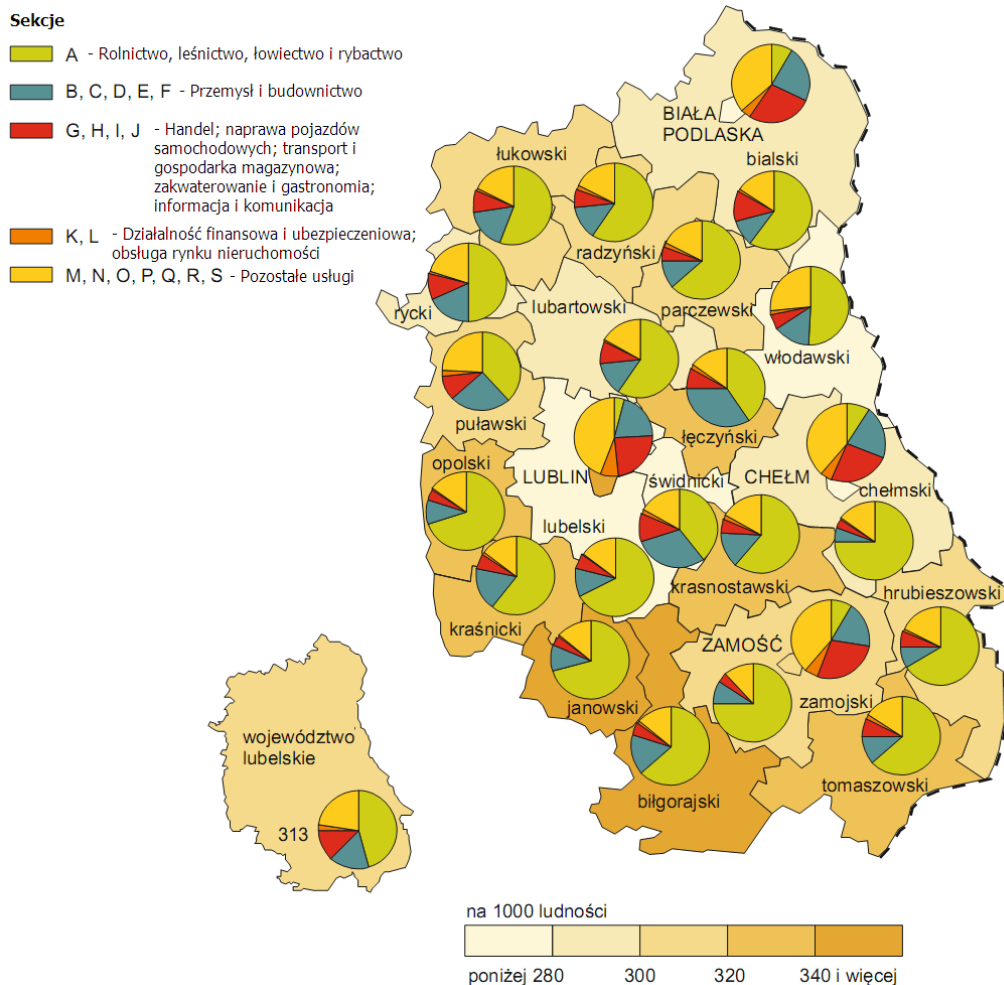 Sekcje
A - Rolnictwo, leśnictwo, łowiectwo i rybactwo
B, C, D, E, F - Przemysł i budownictwo
G, H, I, J - Handel; naprawa pojazdów
samochodowych; transport i
gospodarka magazynowa;
zakwaterowanie i gastronomia;
informacja i komunikacja
K, L - Działalność finansowa i ubezpieczeniowa;
obsługa rynku nieruchomości
M, N, O, P, Q, R, S - Pozostałe usługi
BIAŁA
PODLASKA
łukowski
bialski
radzyński
rycki
lubartowski
parczewski
włodawski
puławski
łęczyński
opolski
LUBLIN
świdnicki
CHEŁM
chełmski
lubelski
krasnostawski
hrubieszowski
kraśnicki
ZAMOŚĆ
janowski
zamojski
biłgorajski
tomaszowski
województwo
lubelskie
313
na 1000 ludności
poniżej 280 300 320 340 i więcej